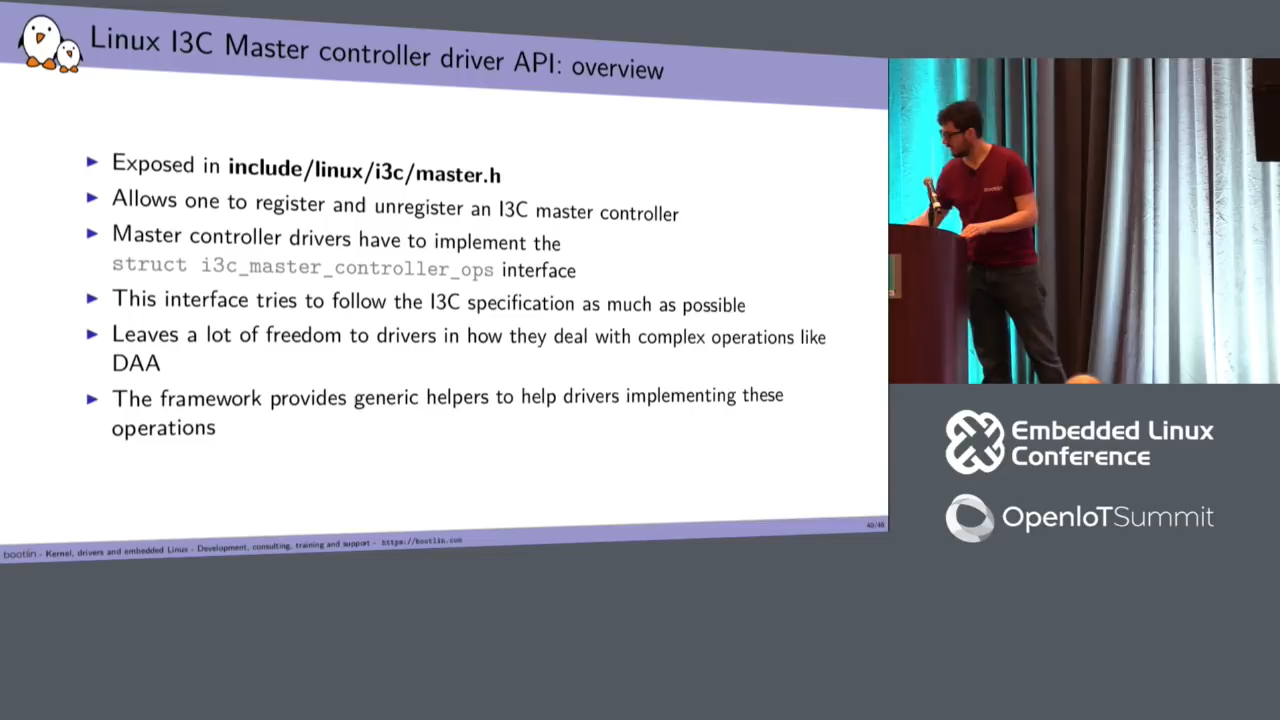 Linux I3C Master controller driver API: overview
▶ Exposed in include/linux/i3c/master.h
▶ Allows one to register and unregister an I3C master controller
▶ Master controller drivers have to implement the
struct i3c_master_controller_ops interface
▶ This interface tries to follow the I3C specification as much as possible
▶ Leaves a lot of freedom to drivers in how they deal with complex operations like
DAA
▶ The framework provides generic helpers to help drivers implementing these
operations
bootlin - Kernel, drivers and embedded Linux - Development, consulting, training and support - https://bootlin.com
40/48
bootlin
Embedded Linux
Conference
OpenIoTSummit